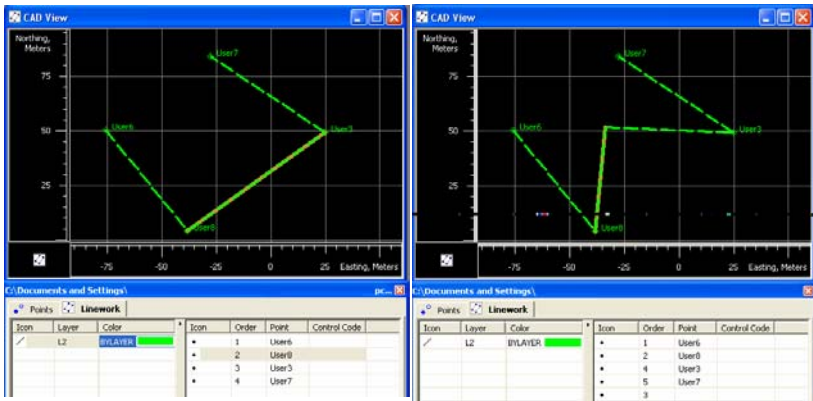 CAD View
Northing,
Meters
75
50
25
User7
User6
User3
User8
-75
-50
-25
0
25
Easting, Meters
C:\Documents and Settings\
pc...
Points
Linework
Icon Layer Color
L2 BYLAYER
Icon Order Point Control Code
1 User6
2 User8
3 User3
4 User7
CAD View
Northing,
Meters
75
50
25
User7
User6
User3
User8
-75
-50
-25
0
25
Easting, Meters
C:\Documents and Settings\
Points
Linework
Icon Layer Color
L2 BYLAYER
Icon Order Point Control Code
1 User6
2 User8
4 User3
5 User7
3